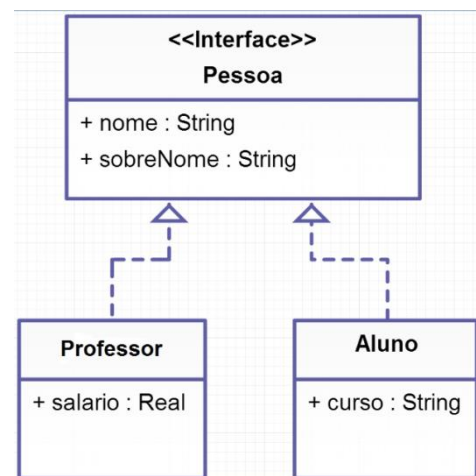 <<Interface>>
Pessoa
+ nome : String
+ sobreNome : String
Professor
+ salario : Real
Aluno
+ curso : String